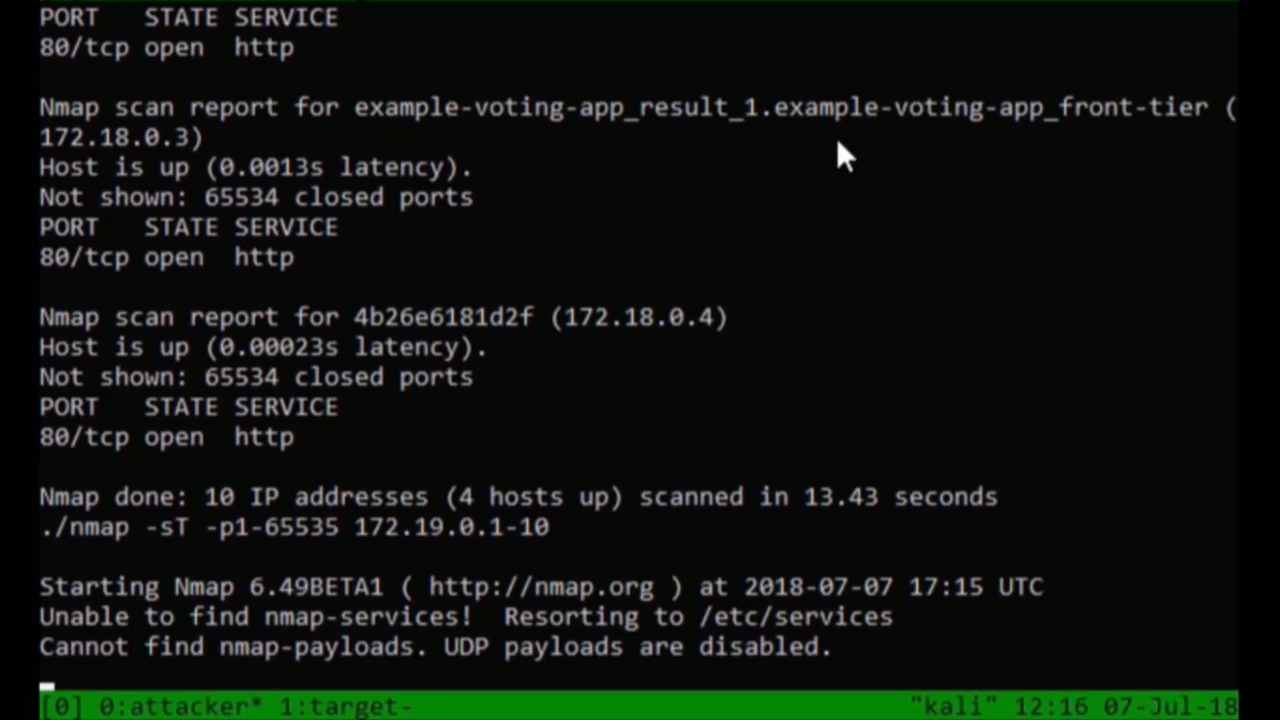 PORT   STATE SERVICE
80/tcp open  http
Nmap scan report for example-voting-app_result_1.example-voting-app_front-tier (
172.18.0.3)
Host is up (0.0013s latency).
Not shown: 65534 closed ports
PORT   STATE SERVICE
80/tcp open  http
Nmap scan report for 4b26e6181d2f (172.18.0.4)
Host is up (0.00023s latency).
Not shown: 65534 closed ports
PORT   STATE SERVICE
80/tcp open  http
Nmap done: 10 IP addresses (4 hosts up) scanned in 13.43 seconds
./nmap -sT -p1-65535 172.19.0.1-10
Starting Nmap 6.49BETA1 ( http://nmap.org ) at 2018-07-07 17:15 UTC
Unable to find nmap-services!  Resorting to /etc/services
Cannot find nmap-payloads. UDP payloads are disabled.
[0] 0:attacker* 1:target- "kali" 12:16 07-Jul-18